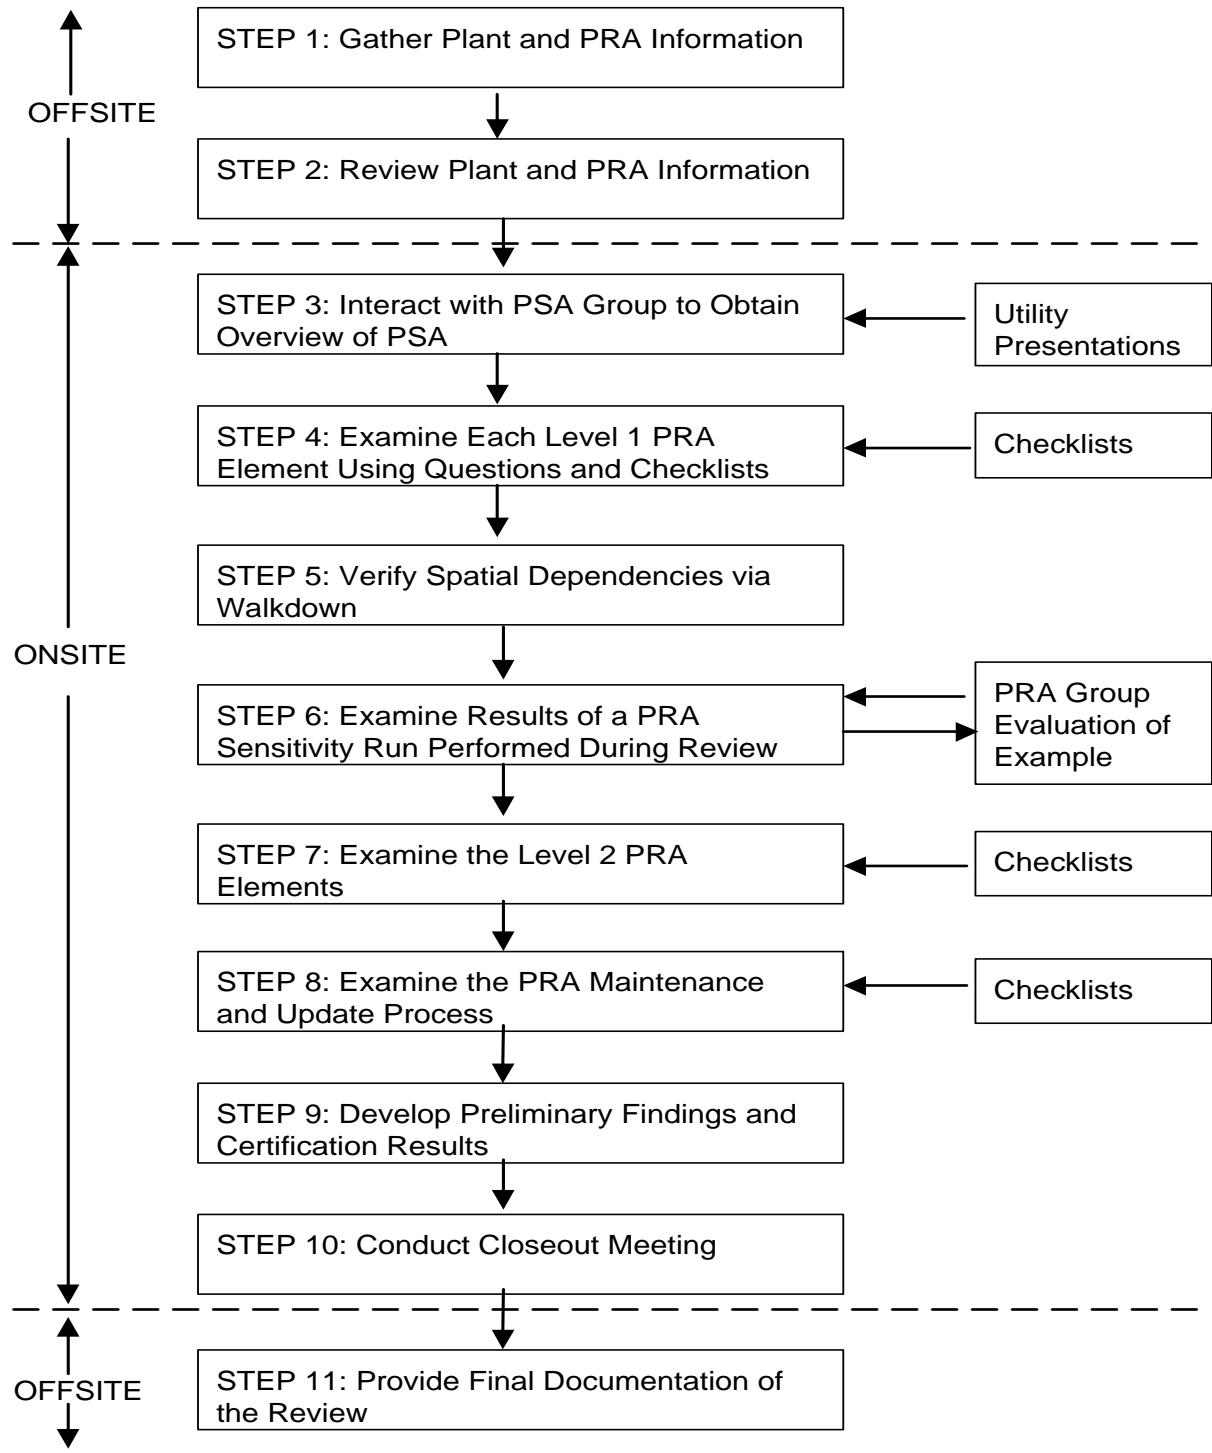 STEP 1: Gather Plant and PRA Information
OFFSITE
STEP 2: Review Plant and PRA Information
STEP 3: Interact with PSA Group to Obtain
Overview of PSA
Utility
Presentations
STEP 4: Examine Each Level 1 PRA
Element Using Questions and Checklists
Checklists
STEP 5: Verify Spatial Dependencies via
Walkdown
ONSITE
STEP 6: Examine Results of a PRA
Sensitivity Run Performed During Review
PRA Group
Evaluation of
Example
STEP 7: Examine the Level 2 PRA
Elements
Checklists
STEP 8: Examine the PRA Maintenance
and Update Process
Checklists
STEP 9: Develop Preliminary Findings and
Certification Results
STEP 10: Conduct Closeout Meeting
OFFSITE
STEP 11: Provide Final Documentation of
the Review